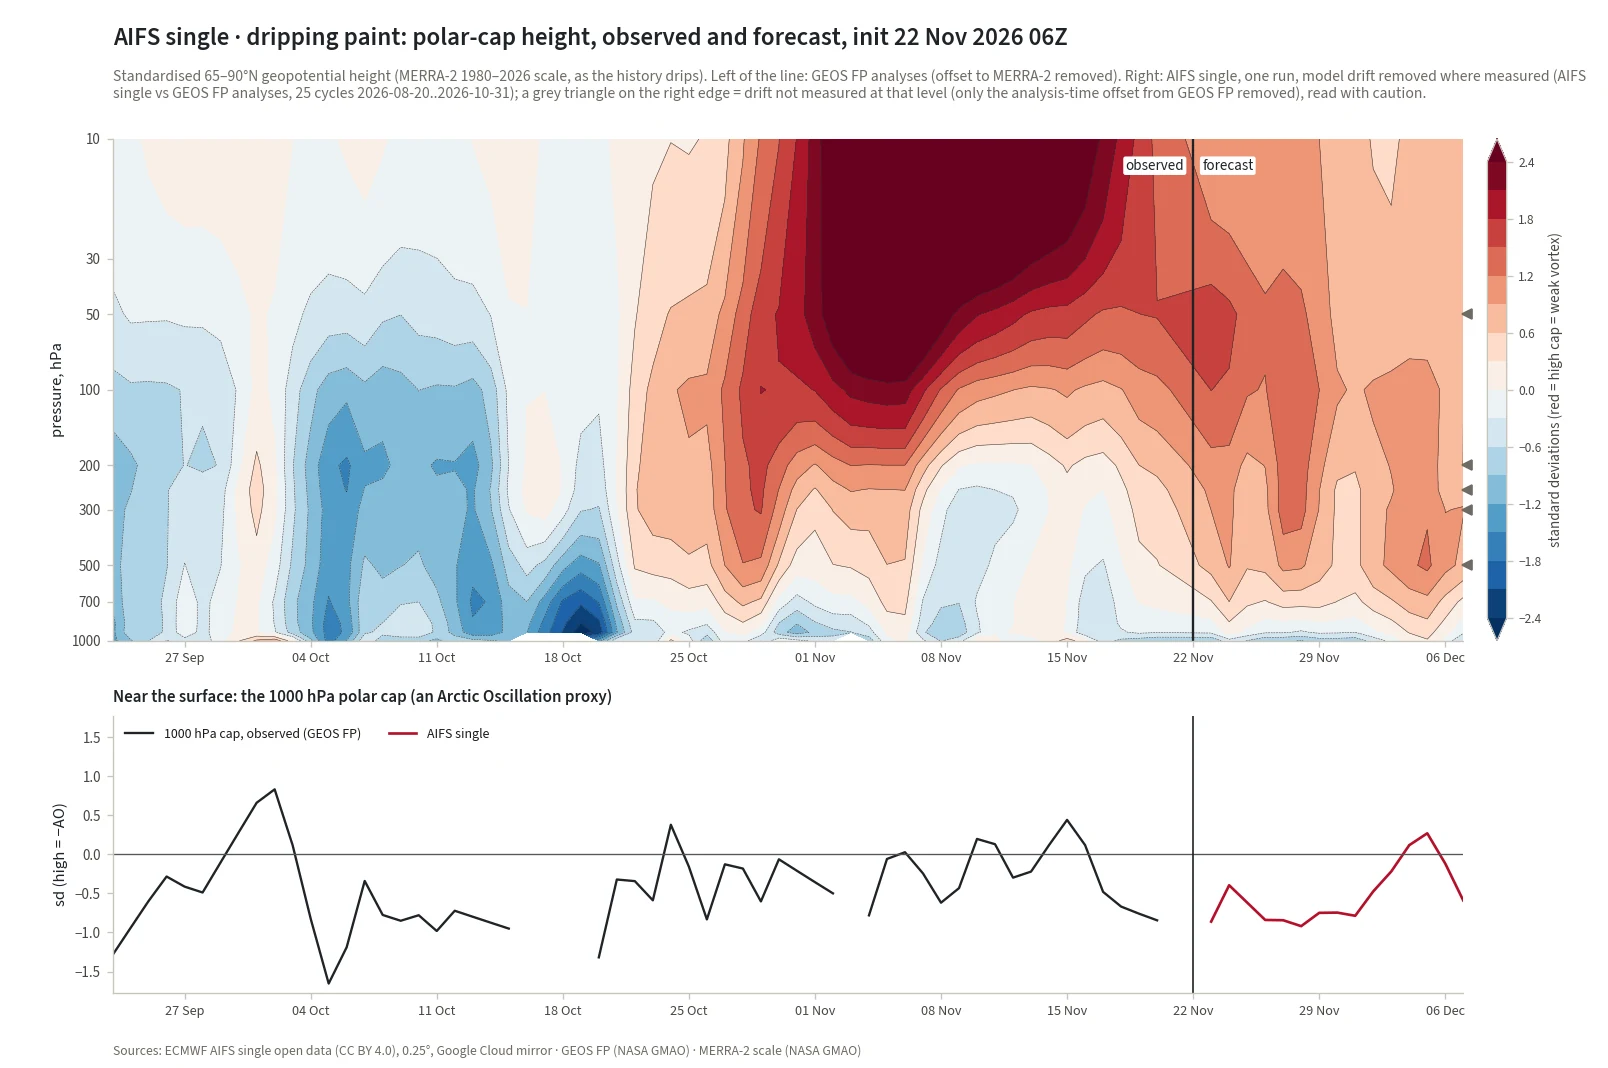 AIFS single · dripping paint: polar-cap height, observed and forecast, init 22 Nov 2026 06Z
Standardised 65–90°N geopotential height (MERRA-2 1980–2026 scale, as the history drips). Left of the line: GEOS FP analyses (offset to MERRA-2 removed). Right: AIFS single, one run, model drift removed where measured (AIFS
single vs GEOS FP analyses, 25 cycles 2026-08-20..2026-10-31); a grey triangle on the right edge = drift not measured at that level (only the analysis-time offset from GEOS FP removed), read with caution.
pressure, hPa
10
30
50
100
200
300
500
700
1000
observed
forecast
27 Sep
04 Oct
11 Oct
18 Oct
25 Oct
01 Nov
08 Nov
15 Nov
22 Nov
29 Nov
06 Dec
2.4
1.8
1.2
0.6
0.0
−0.6
−1.2
−1.8
−2.4
standard deviations (red = high cap = weak vortex)
Near the surface: the 1000 hPa polar cap (an Arctic Oscillation proxy)
1000 hPa cap, observed (GEOS FP)
AIFS single
sd (high = −AO)
1.5
1.0
0.5
0.0
−0.5
−1.0
−1.5
27 Sep
04 Oct
11 Oct
18 Oct
25 Oct
01 Nov
08 Nov
15 Nov
22 Nov
29 Nov
06 Dec
Sources: ECMWF AIFS single open data (CC BY 4.0), 0.25°, Google Cloud mirror · GEOS FP (NASA GMAO) · MERRA-2 scale (NASA GMAO)